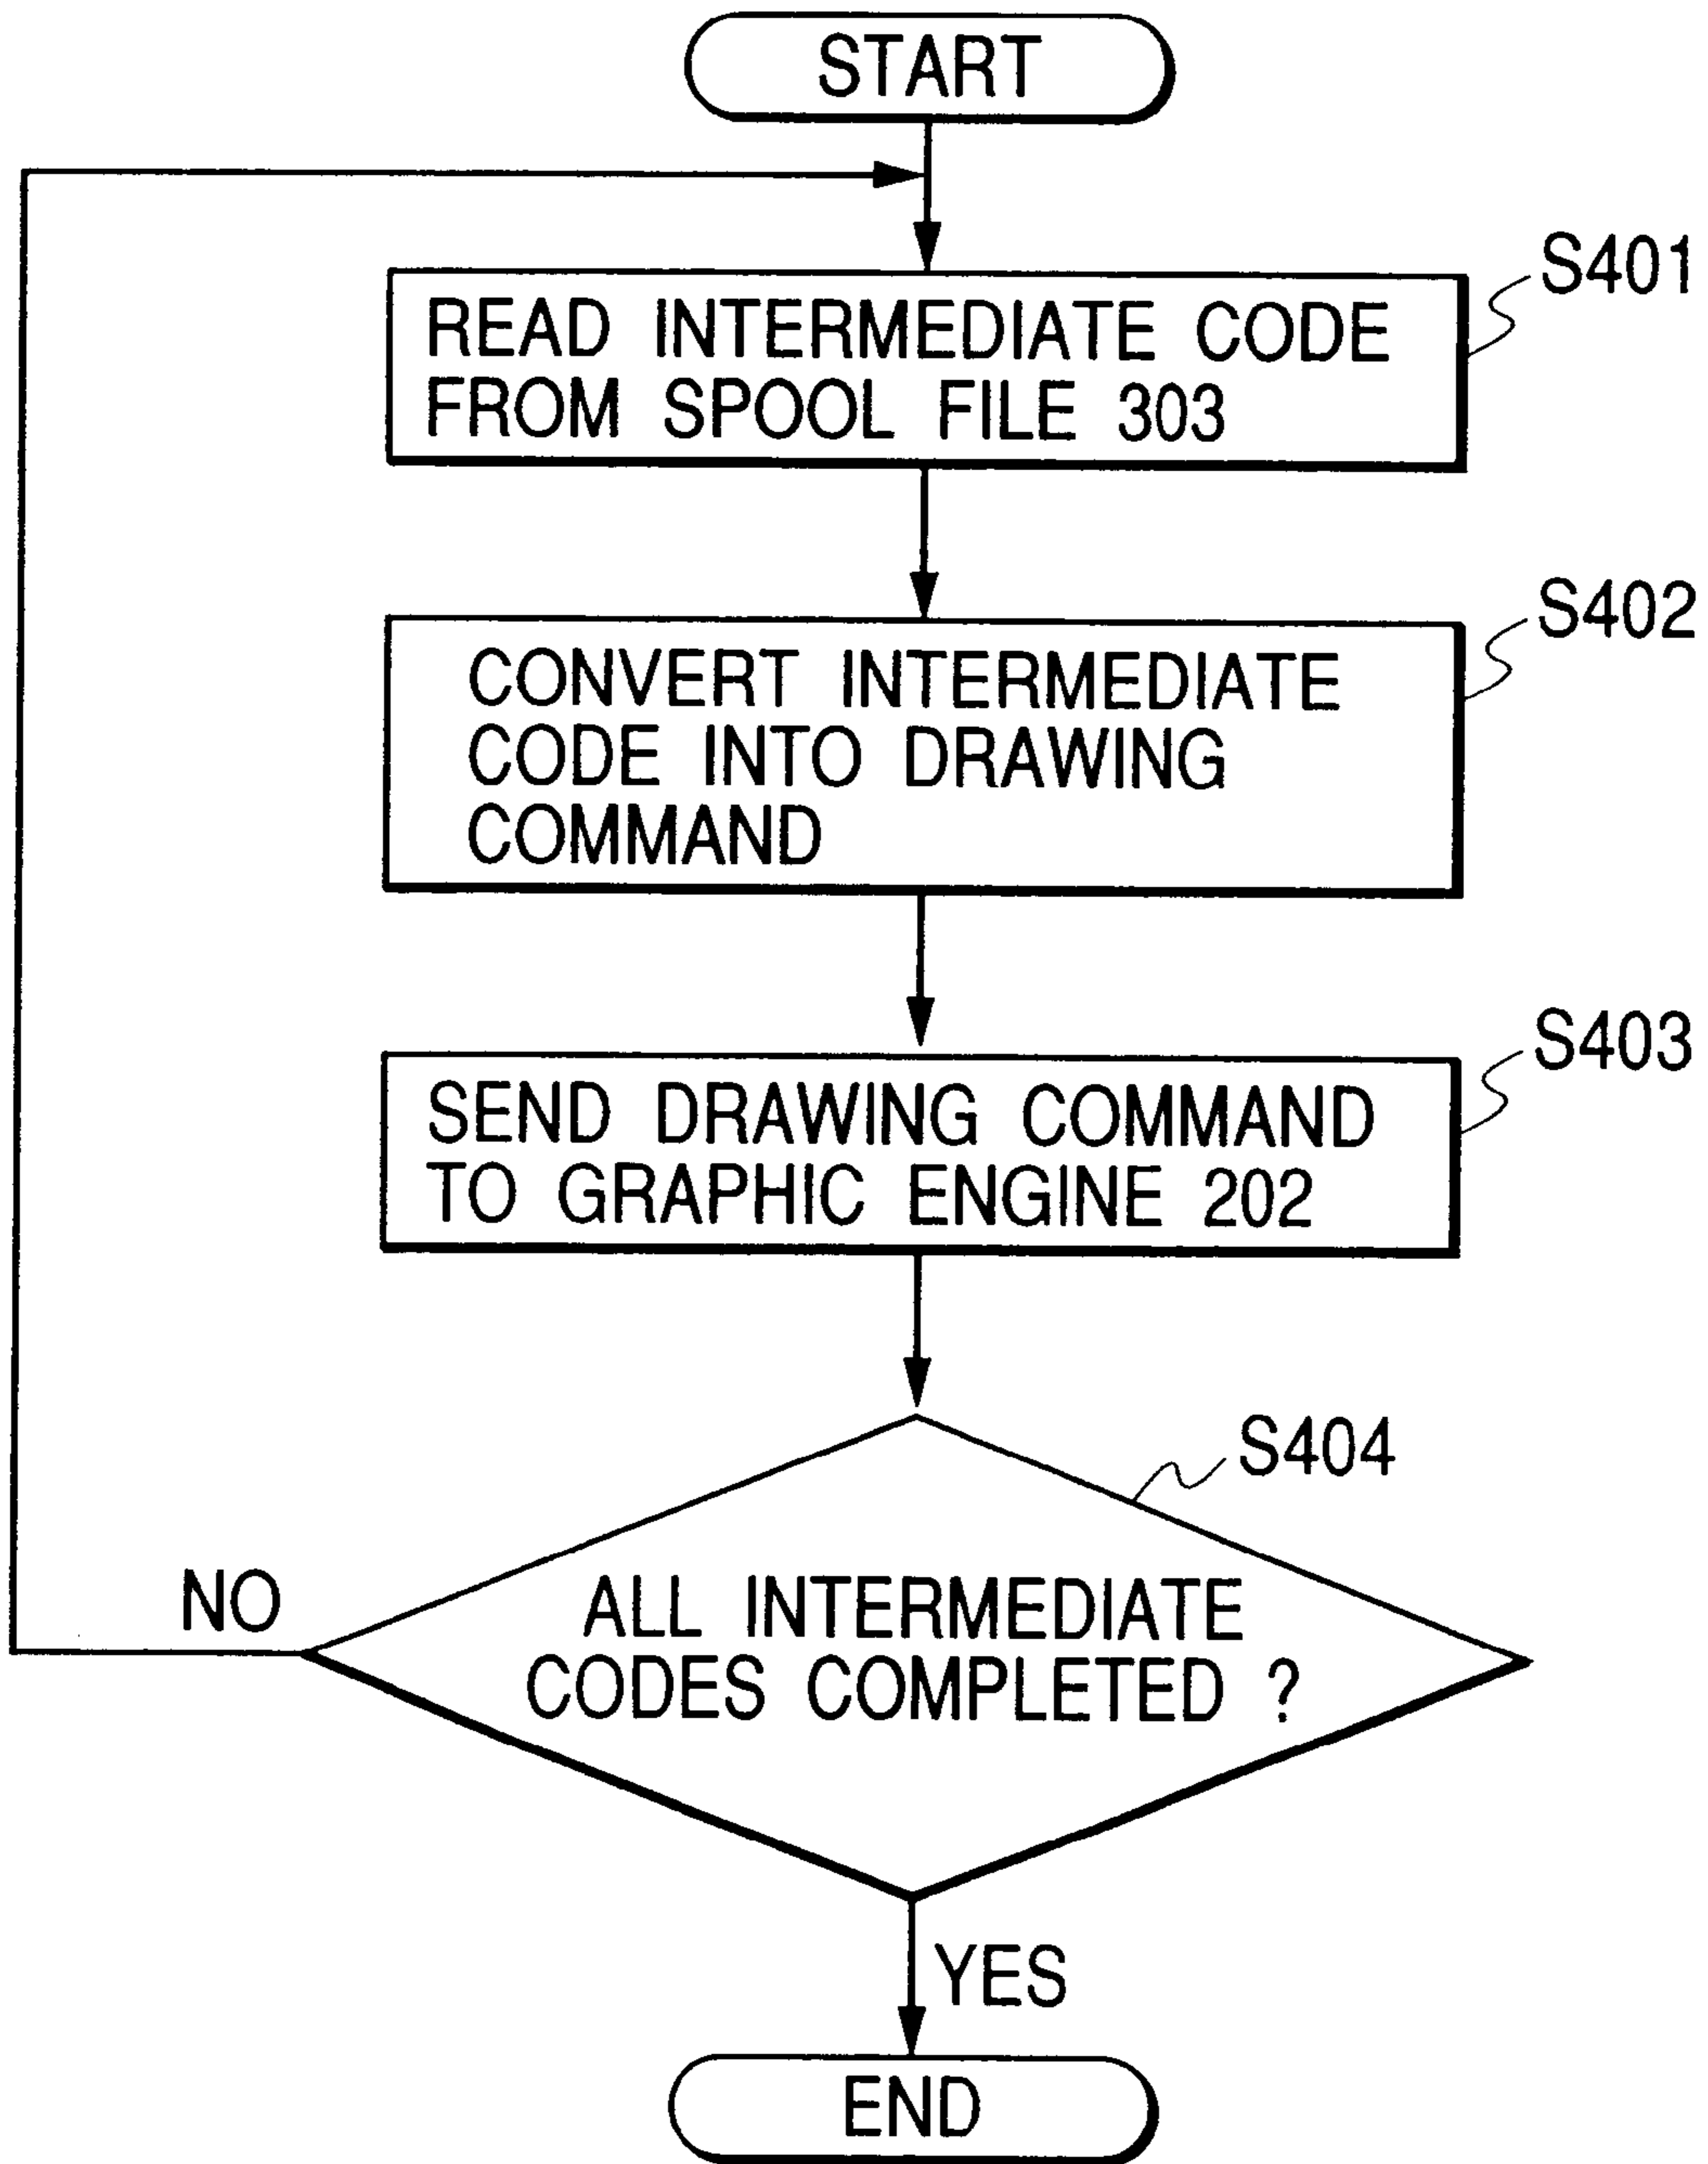 START
S401
READ INTERMEDIATE CODE
FROM SPOOL FILE 303
S402
CONVERT INTERMEDIATE
CODE INTO DRAWING
COMMAND
S403
SEND DRAWING COMMAND
TO GRAPHIC ENGINE 202
S404
NO
ALL INTERMEDIATE
CODES COMPLETED ?
YES
END